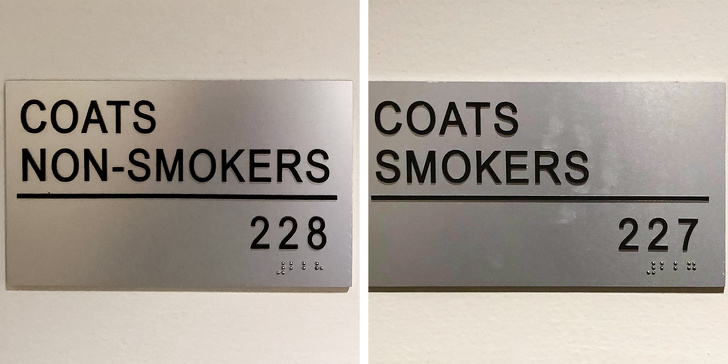 COATS
NON-SMOKERS
228
⠼⠃⠃⠓
COATS
SMOKERS
227
⠼⠃⠃⠛